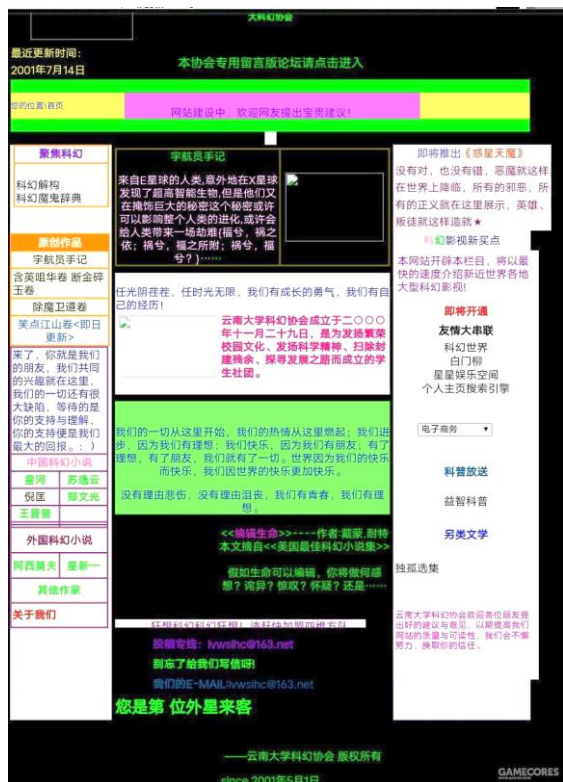 大科幻协会
最近更新时间：
2001年7月14日
本协会专用留言版论坛请点击进入
您的位置\首页
网站建设中，欢迎网友提出宝贵建议！
聚焦科幻
科幻解构
科幻魔鬼辞典
原创作品
宇航员手记
含英咀华卷 断金碎
玉卷
除魔卫道卷
笑点江山卷<即日
更新>
来了，你就是我们
的朋友，我们共同
的兴趣就在这里，
我们的一切还有很
大缺陷，等待的是
你的支持与理解，
你的支持便是我们
最大的回报。：）
中国科幻小说
星河 苏逸云
倪匡 郑文光
王晋普
外国科幻小说
阿西莫夫 星新一
其他作家
关于我们
宇航员手记
来自E星球的人类,意外地在X星球
发现了超高智能生物,但是他们又
在掩饰巨大的秘密这个秘密或许
可以影响整个人类的进化,或许会
给人类带来一场劫难{福兮，祸之
依；祸兮，福之所附；祸兮，福
兮？}……
任光阴荏苒，任时光无限、我们有成长的勇气，我们有自
己的经历！
云南大学科幻协会成立于二〇〇〇
年十一月二十九日，是为发扬繁荣
校园文化、发扬科学精神、扫除封
建残余、探寻发展之路而成立的学
生社团。
我们的一切从这里开始，我们的热情从这里燃起；我们进
步，因为我们有理想；我们快乐，因为我们有朋友；有了
理想，有了朋友，我们就有了一切。世界因为我们的快乐
而快乐，我们因世界的快乐更加快乐。
没有理由悲伤，没有理由沮丧，我们有青春，我们有理
想。
<<编辑生命>>----作者:戴蒙.耐特
本文摘自<<美国最佳科幻小说集>>
假如生命可以编辑，你将做何感
想？诧异？惊叹？怀疑？还是……
狂想科幻科幻狂想！请赶快加盟四维方队
投稿专线：lvwsihc@163.net
别忘了给我们写信呀!
我们的E-MAIL:lvwsihc@163.net
您是第 位外星来客
——云南大学科幻协会 版权所有
since 2001年5月1日
即将推出《惑星天魔》
没有对，也没有错，恶魔就这样
在世界上降临，所有的邪恶，所
有的正义就在这里展示，英雄、
叛徒就这样造就★
科幻影视新买点
本网站开辟本栏目，将以最
快的速度介绍新近世界各地
大型科幻影视!
即将开通
友情大串联
科幻世界
白门柳
星星娱乐空间
个人主页搜索引擎
电子商务
科普放送
益智科普
另类文学
独孤选集
云南大学科幻协会欢迎各位朋友提
出好的建议与意见，以期提高我们
网站的质量与可读性，我们会不懈
努力，换取你的信任。
GAMECORES